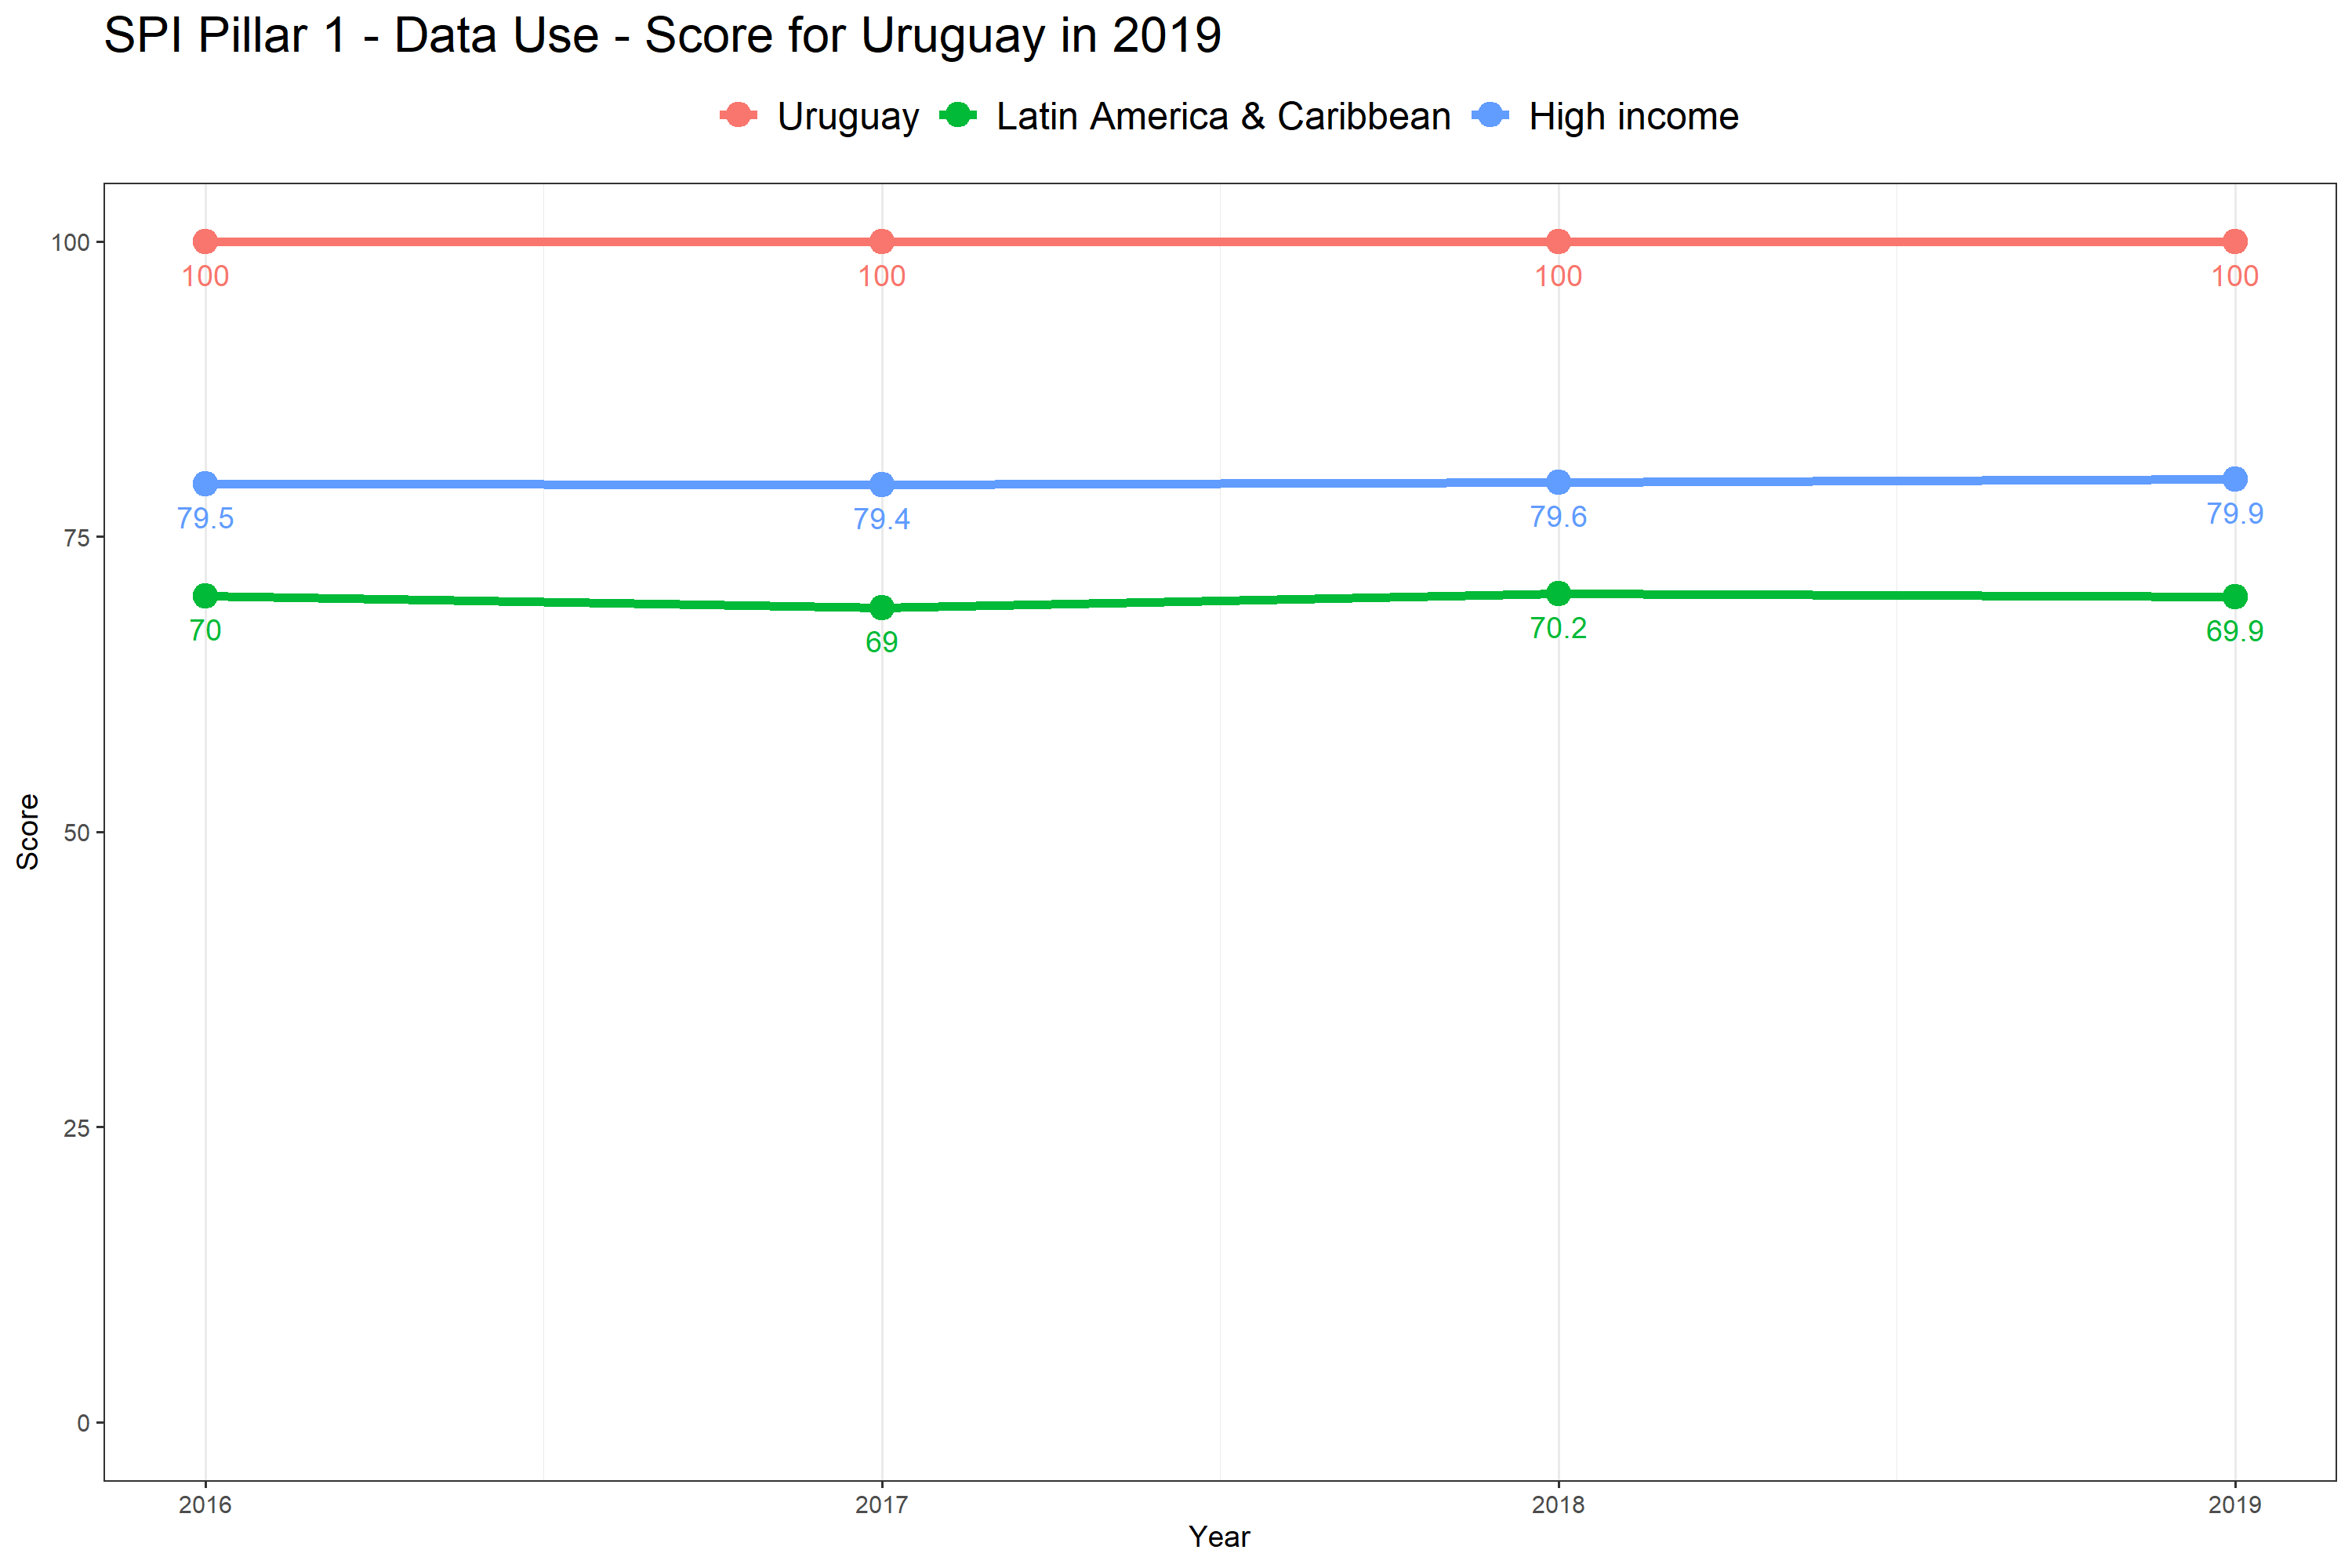 SPI Pillar 1 - Data Use - Score for Uruguay in 2019
Uruguay Latin America & Caribbean High income
100
100 100 100 100
79.5 79.4 79.6 79.9
75
70 69 70.2 69.9
Score
50
25
0
2016 2017 2018 2019
Year